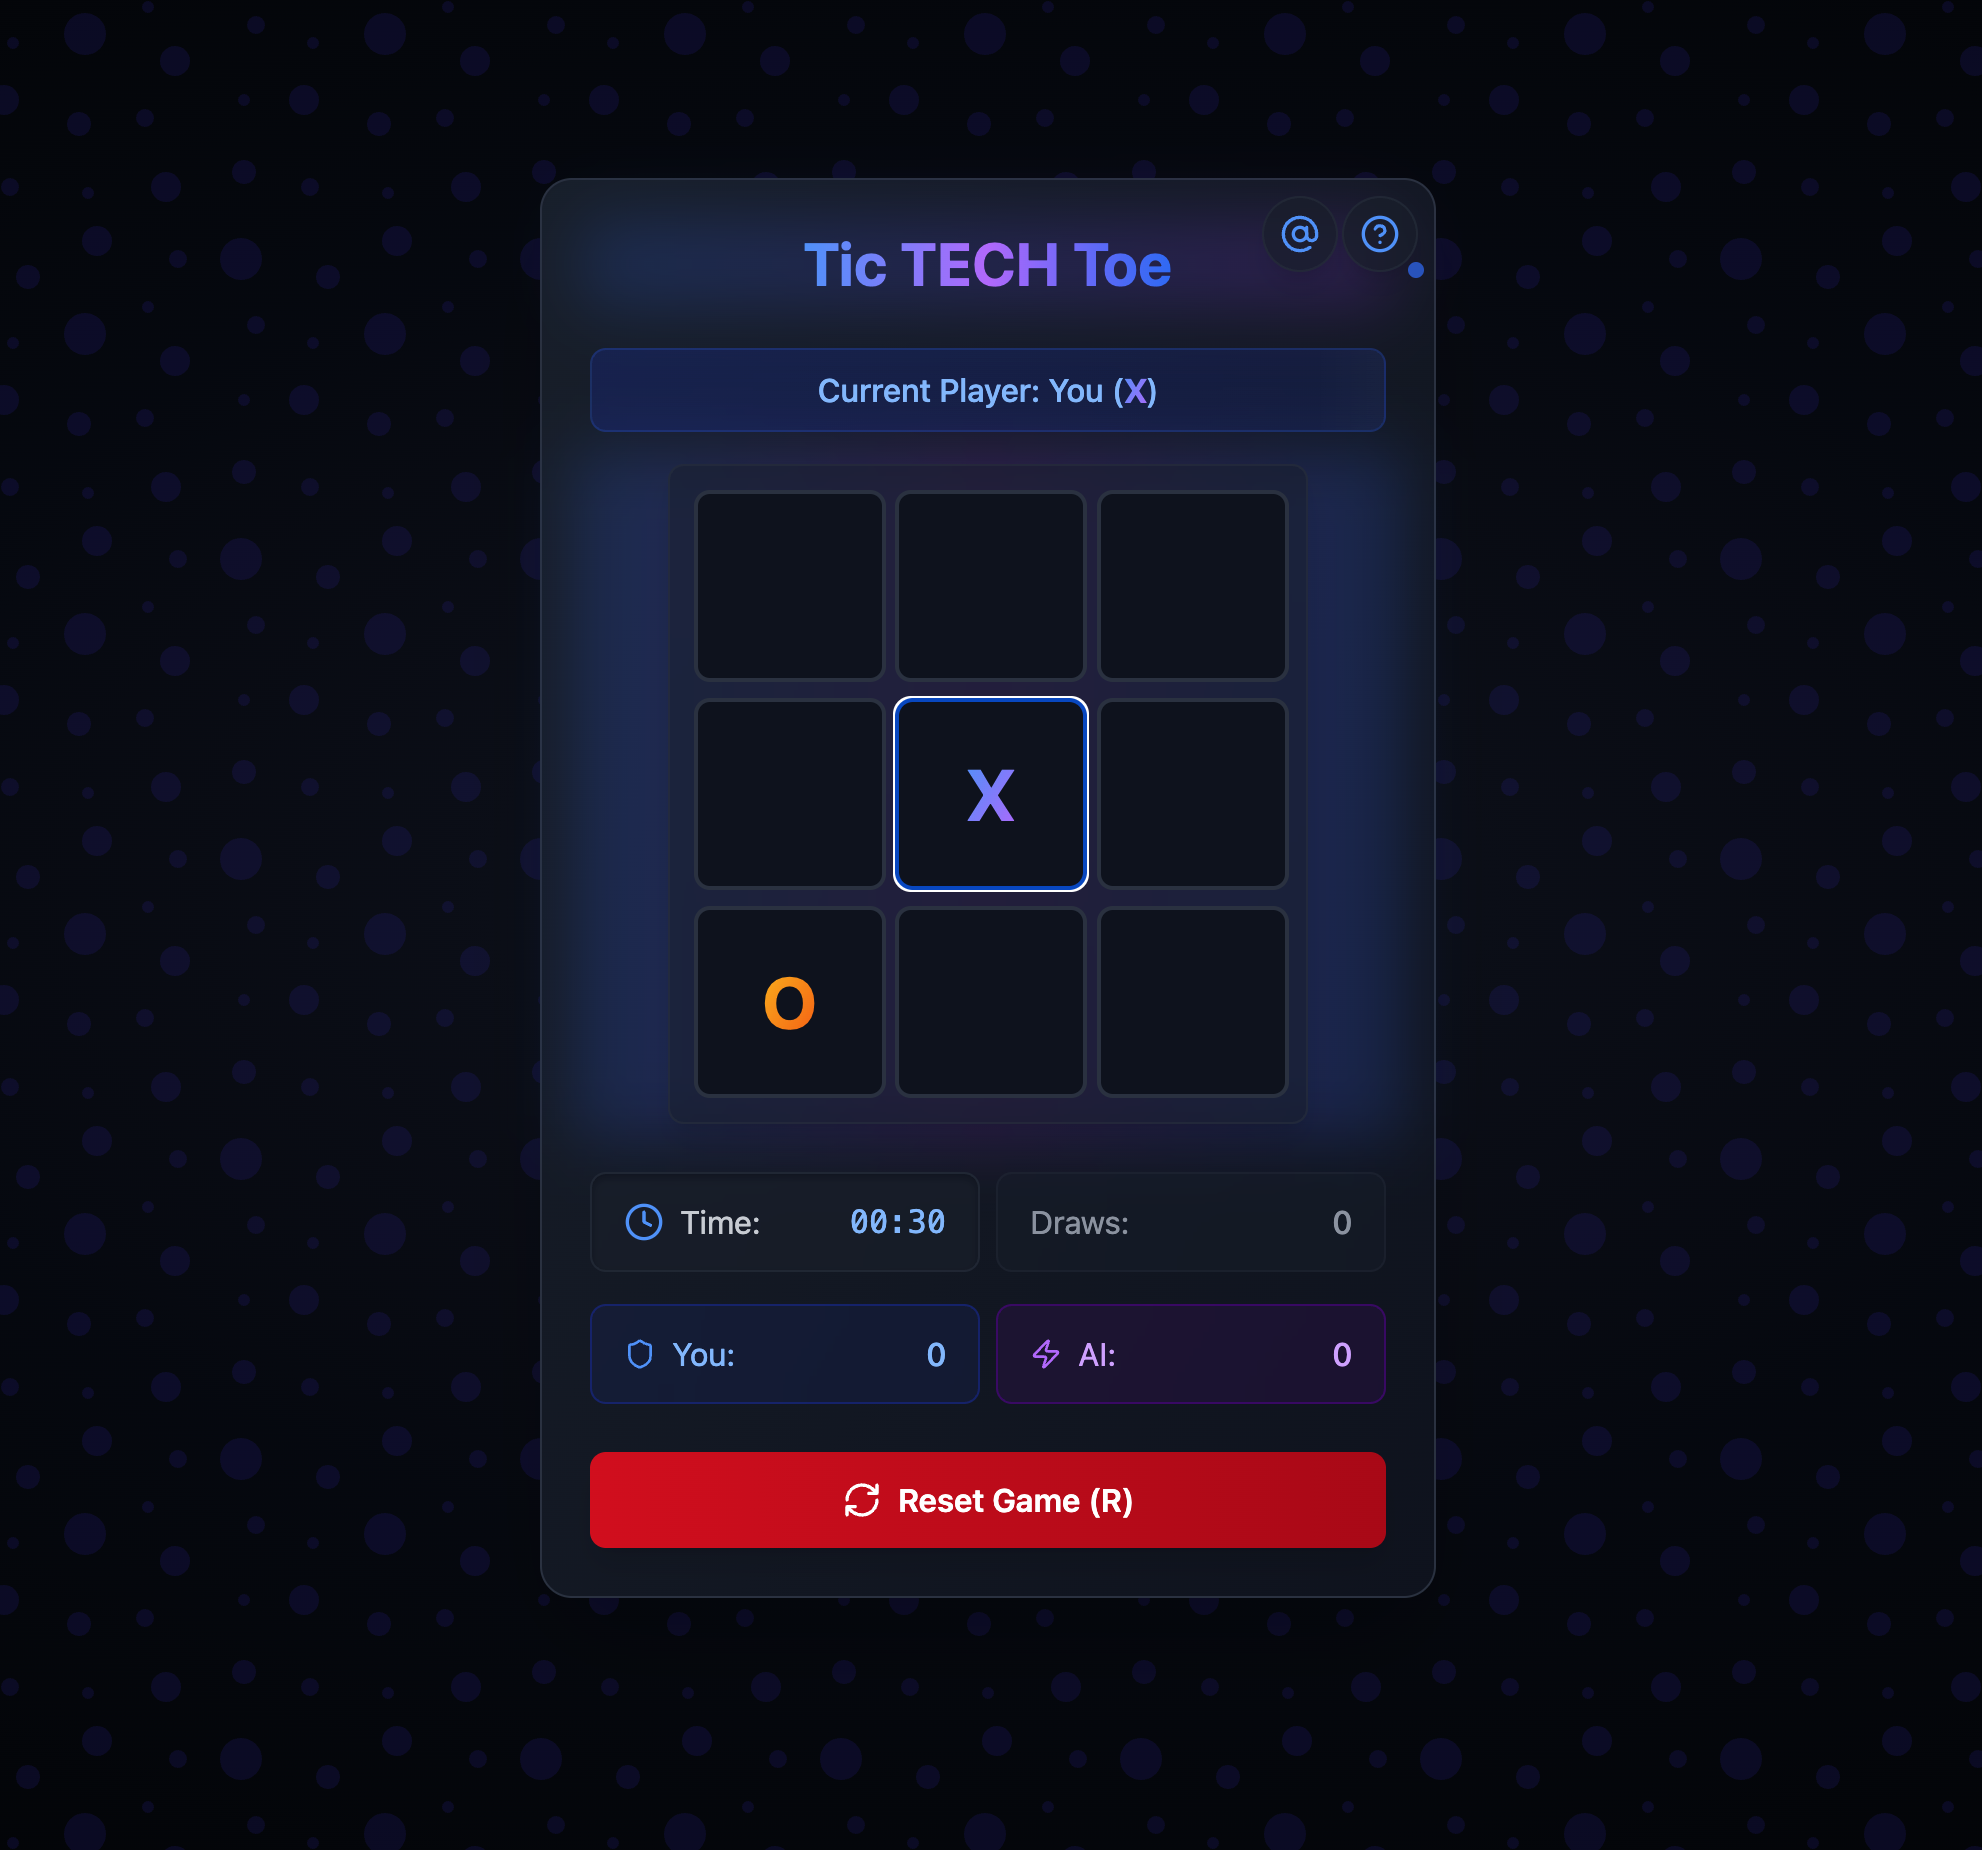 Tic TECH Toe
Current Player: You (X)
X
O
Time: 00:30
Draws: 0
You: 0
AI: 0
Reset Game (R)